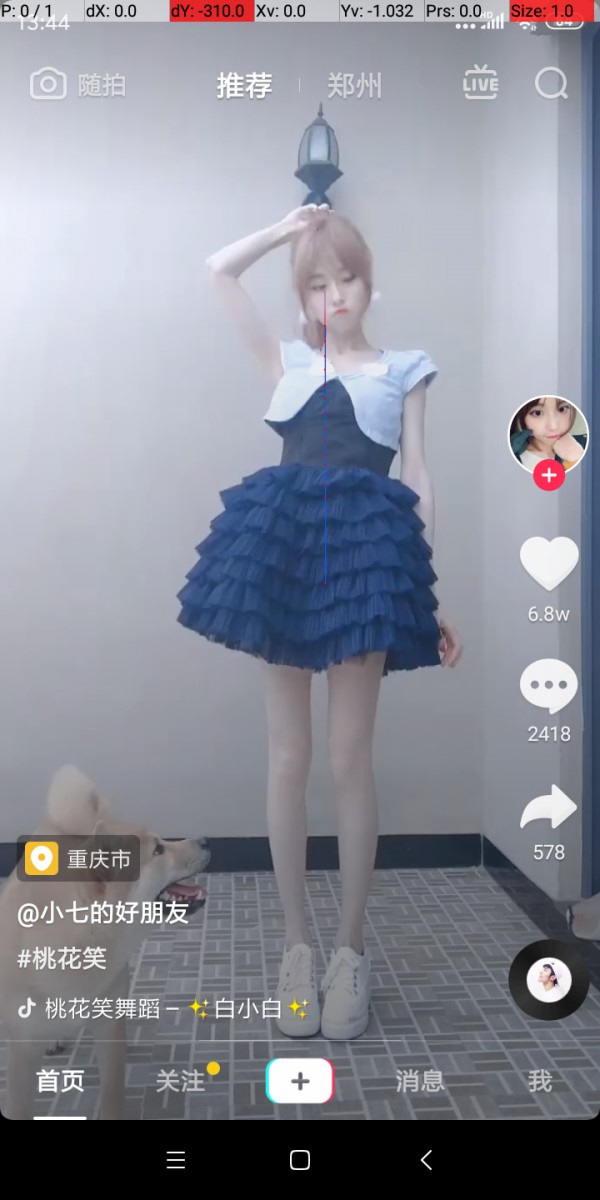 P: 0 / 1 dX: 0.0 dY: -310.0 Xv: 0.0 Yv: -1.032 Prs: 0.0 Size: 1.0
13:44 HD 64
随拍 推荐 郑州 LIVE
6.8w
2418
578
重庆市
@小七的好朋友
#桃花笑
桃花笑舞蹈 – ✨白小白✨
首页 关注 + 消息 我